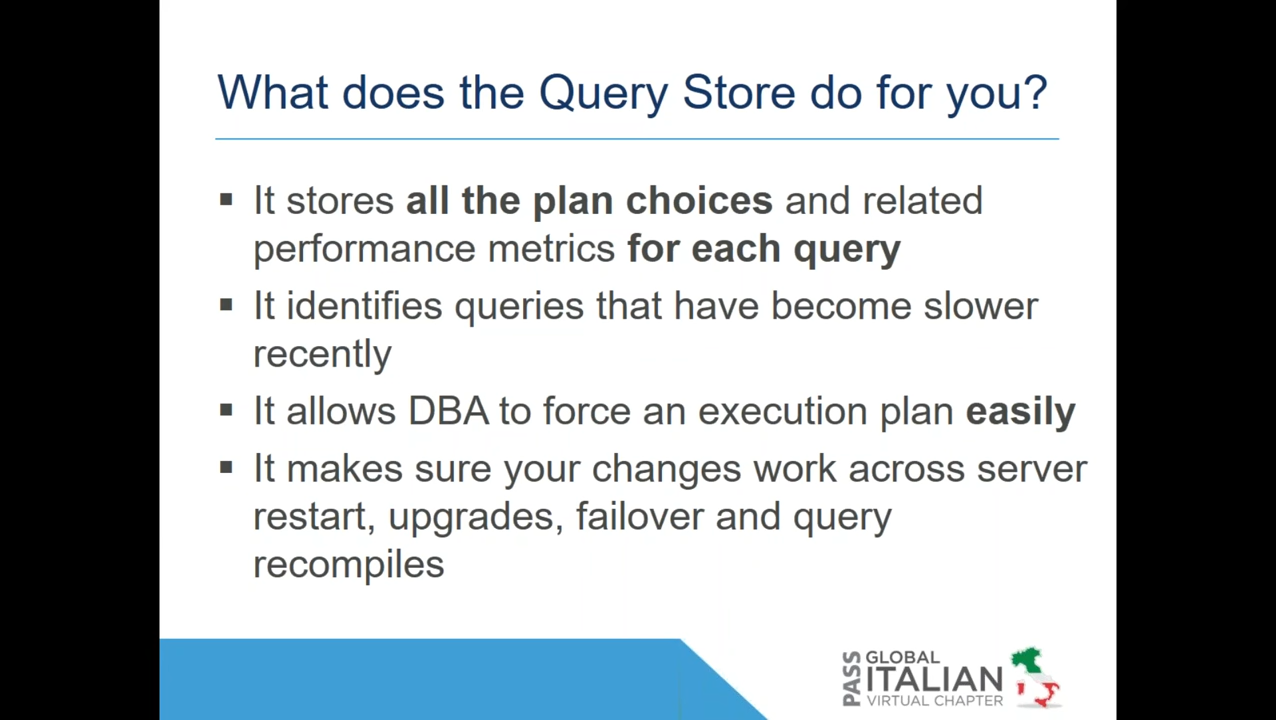 What does the Query Store do for you?
▪ It stores all the plan choices and related
performance metrics for each query
▪ It identifies queries that have become slower
recently
▪ It allows DBA to force an execution plan easily
▪ It makes sure your changes work across server
restart, upgrades, failover and query
recompiles
PASS
GLOBAL
ITALIAN
VIRTUAL CHAPTER